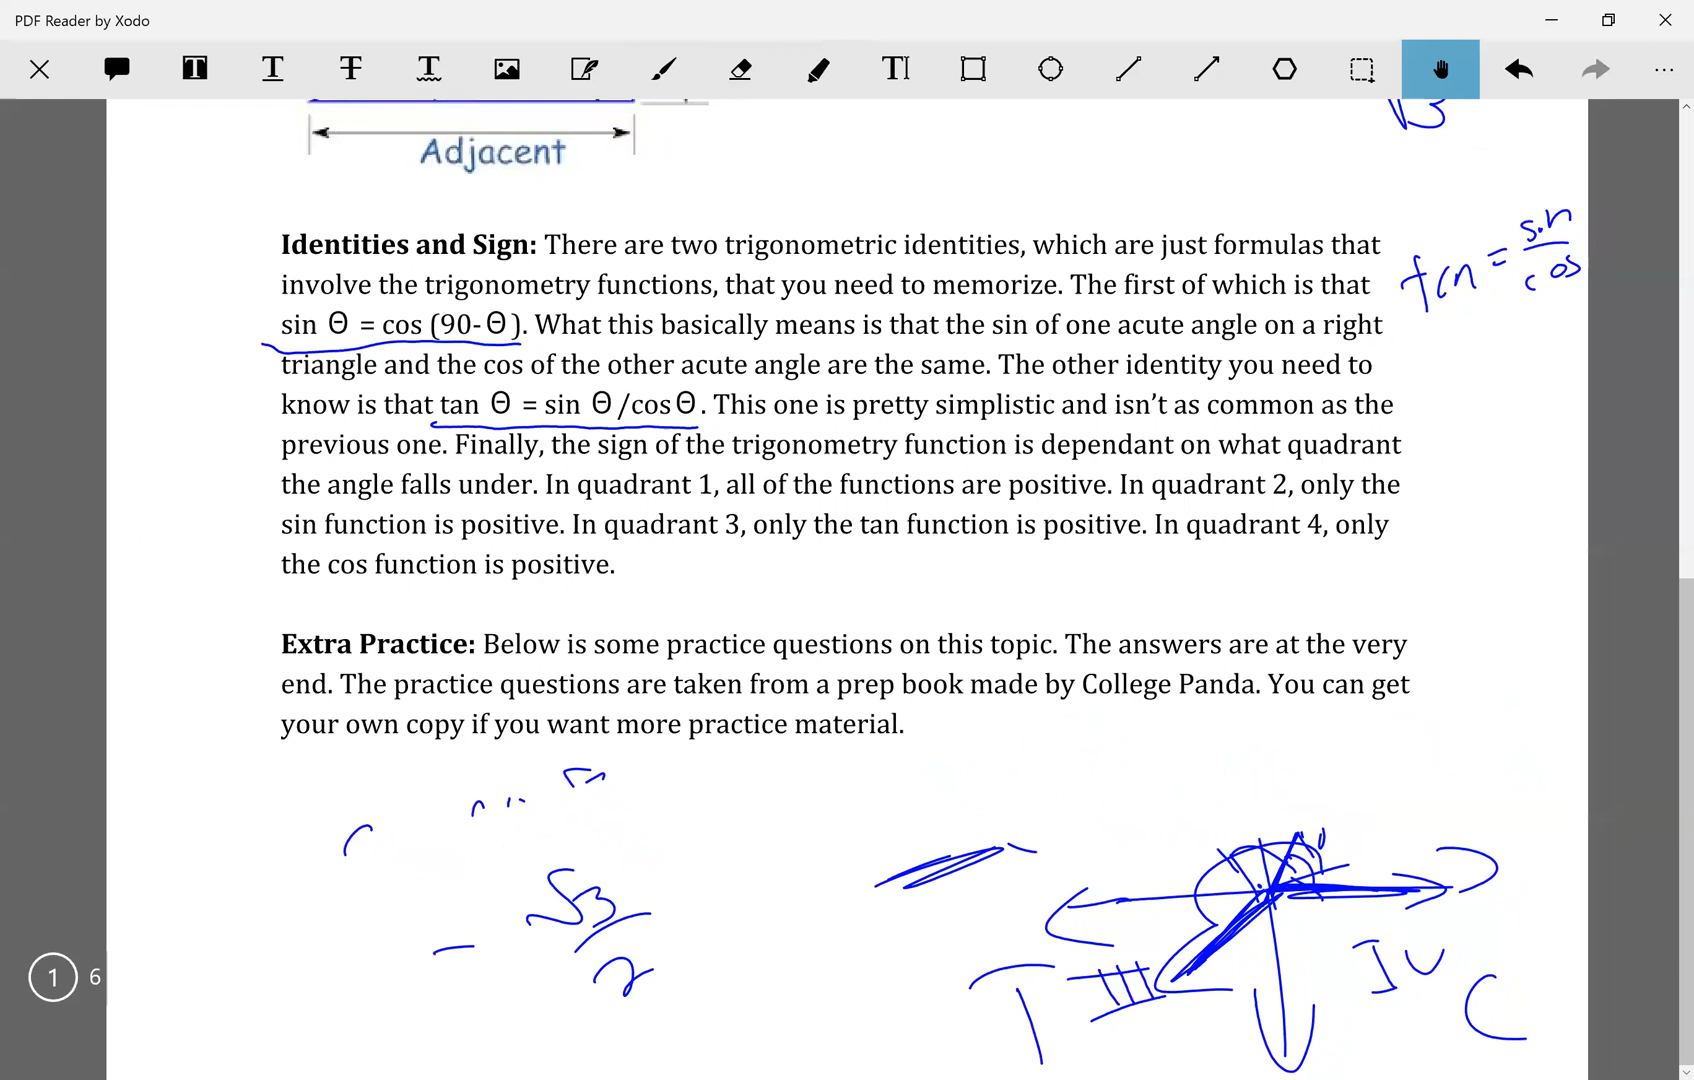 PDF Reader by Xodo
T T T T TI
√3
Adjacent
Identities and Sign: There are two trigonometric identities, which are just formulas that
involve the trigonometry functions, that you need to memorize. The first of which is that
sin Θ = cos (90-Θ). What this basically means is that the sin of one acute angle on a right
triangle and the cos of the other acute angle are the same. The other identity you need to
know is that tan Θ = sin Θ/cosΘ. This one is pretty simplistic and isn't as common as the
previous one. Finally, the sign of the trigonometry function is dependant on what quadrant
the angle falls under. In quadrant 1, all of the functions are positive. In quadrant 2, only the
sin function is positive. In quadrant 3, only the tan function is positive. In quadrant 4, only
the cos function is positive.
tan = sin
cos
Extra Practice: Below is some practice questions on this topic. The answers are at the very
end. The practice questions are taken from a prep book made by College Panda. You can get
your own copy if you want more practice material.
- √3
2
T III IV C
1 6